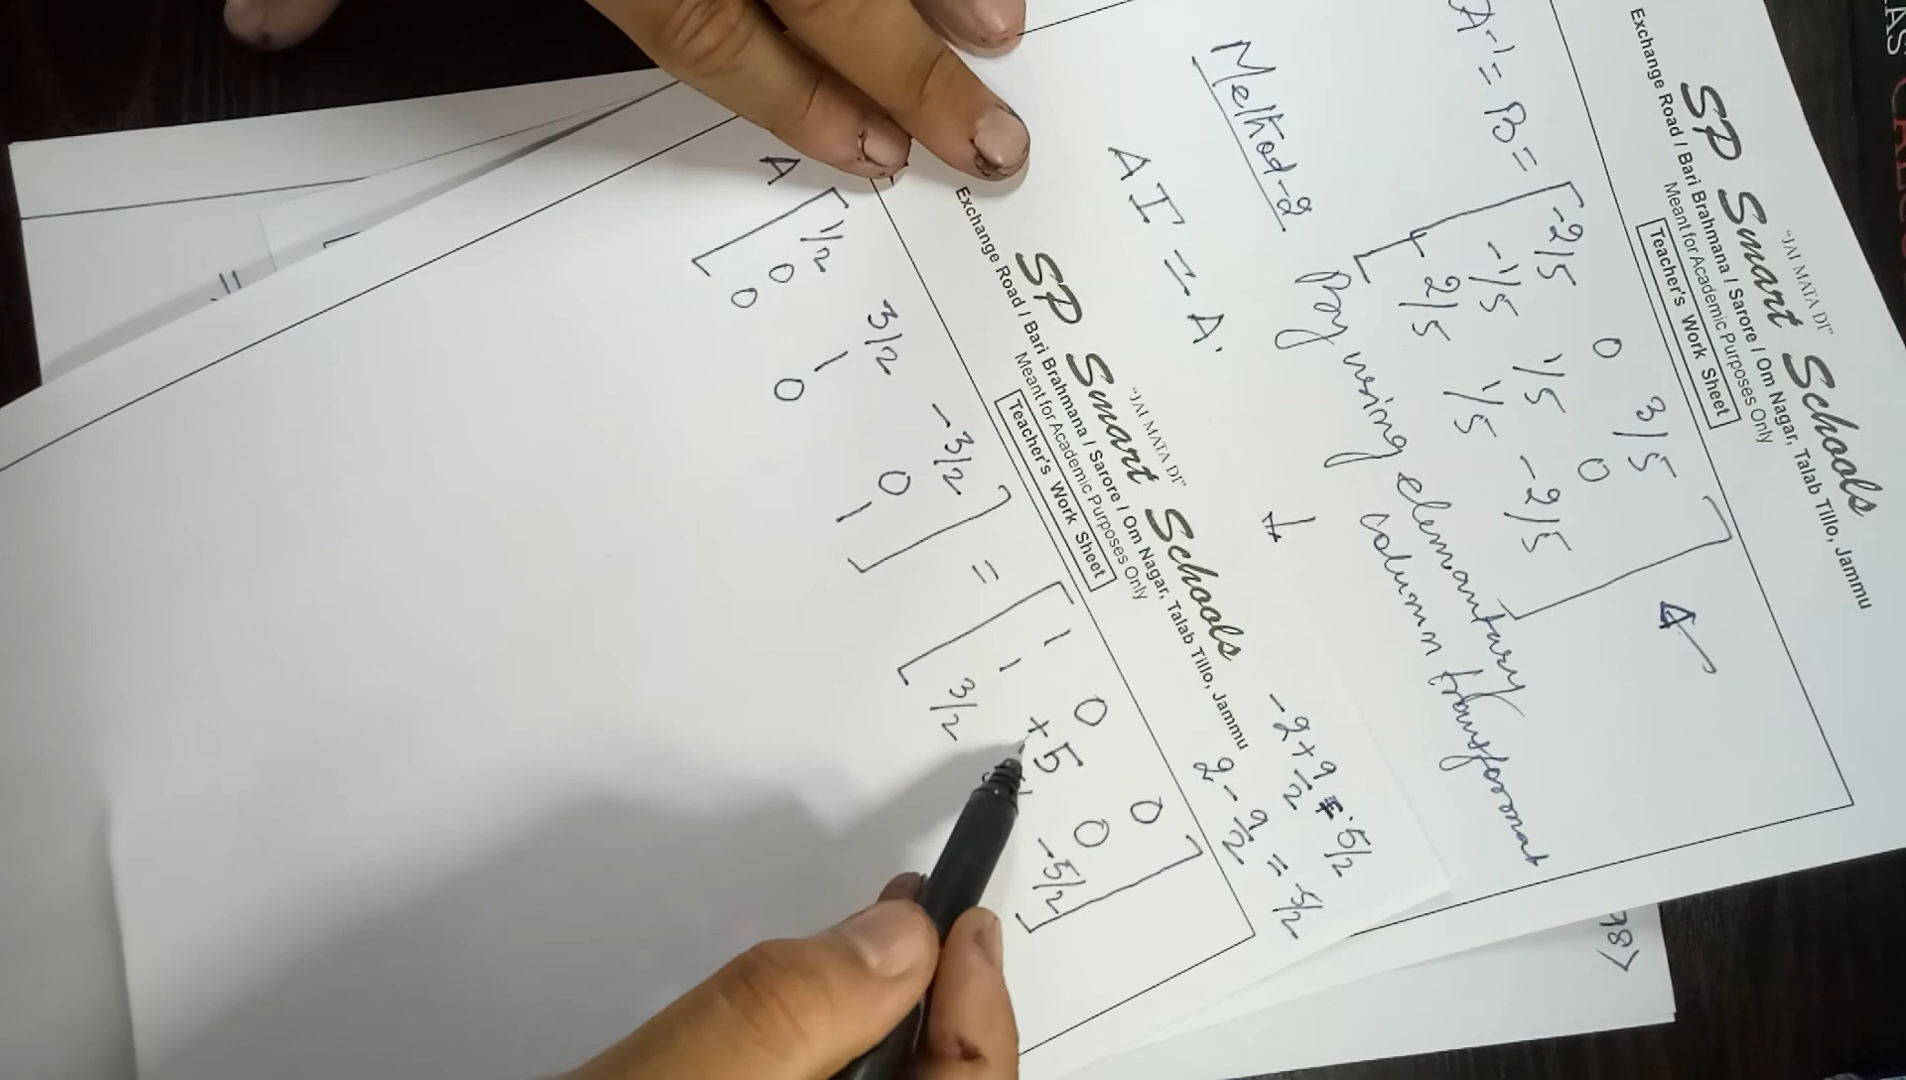 "JAI MATA DI"
SP Smart Schools
Exchange Road / Bari Brahmana / Sarore / Om Nagar, Talab Tillo, Jammu
Meant for Academic Purposes Only
Teacher's Work Sheet
A-1 = B = [-2/5 0 3/5
-1/5 1/5 0
2/5 1/5 -2/5]
Method-2 By using elemantary
column transformat
AI = A.
-2+9/2 = 5/2
2-9/2 = -5/2
"JAI MATA DI"
SP Smart Schools
Exchange Road / Bari Brahmana / Sarore / Om Nagar, Talab Tillo, Jammu
Meant for Academic Purposes Only
Teacher's Work Sheet
A [1/2 3/2 -3/2] = [1 0 0]
0 1 0 1 +5 0
0 0 1 3/2 -5/2
98>
=